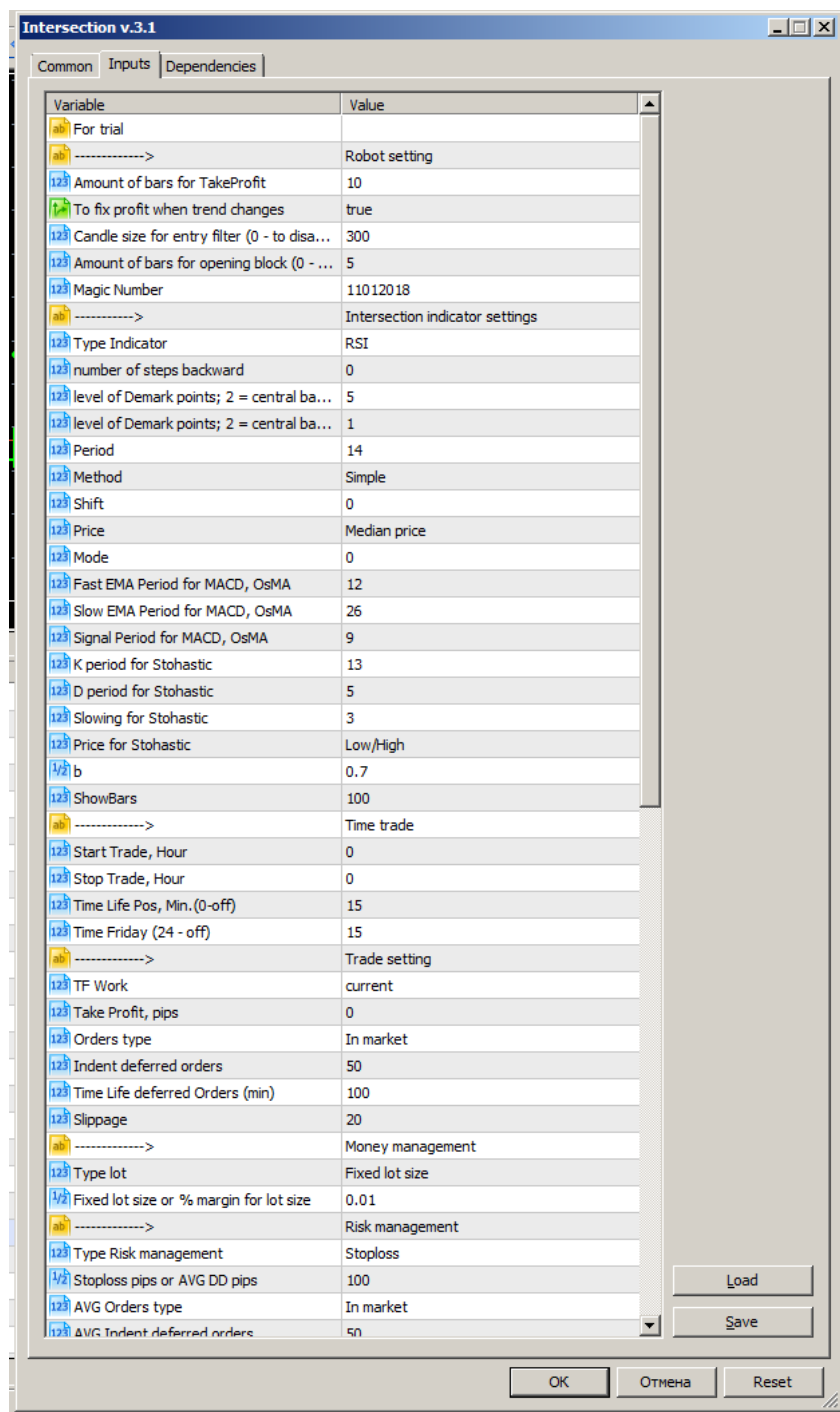 Intersection v.3.1
Common Inputs Dependencies
Variable Value
For trial
-------------> Robot setting
Amount of bars for TakeProfit 10
To fix profit when trend changes true
Candle size for entry filter (0 - to disa... 300
Amount of bars for opening block (0 - ... 5
Magic Number 11012018
-----------> Intersection indicator settings
Type Indicator RSI
number of steps backward 0
level of Demark points; 2 = central ba... 5
level of Demark points; 2 = central ba... 1
Period 14
Method Simple
Shift 0
Price Median price
Mode 0
Fast EMA Period for MACD, OsMA 12
Slow EMA Period for MACD, OsMA 26
Signal Period for MACD, OsMA 9
K period for Stohastic 13
D period for Stohastic 5
Slowing for Stohastic 3
Price for Stohastic Low/High
b 0.7
ShowBars 100
-------------> Time trade
Start Trade, Hour 0
Stop Trade, Hour 0
Time Life Pos, Min.(0-off) 15
Time Friday (24 - off) 15
-------------> Trade setting
TF Work current
Take Profit, pips 0
Orders type In market
Indent deferred orders 50
Time Life deferred Orders (min) 100
Slippage 20
-------------> Money management
Type lot Fixed lot size
Fixed lot size or % margin for lot size 0.01
-------------> Risk management
Type Risk management Stoploss
Stoploss pips or AVG DD pips 100
AVG Orders type In market
AVG Indent deferred orders 50
Load
Save
OK Отмена Reset